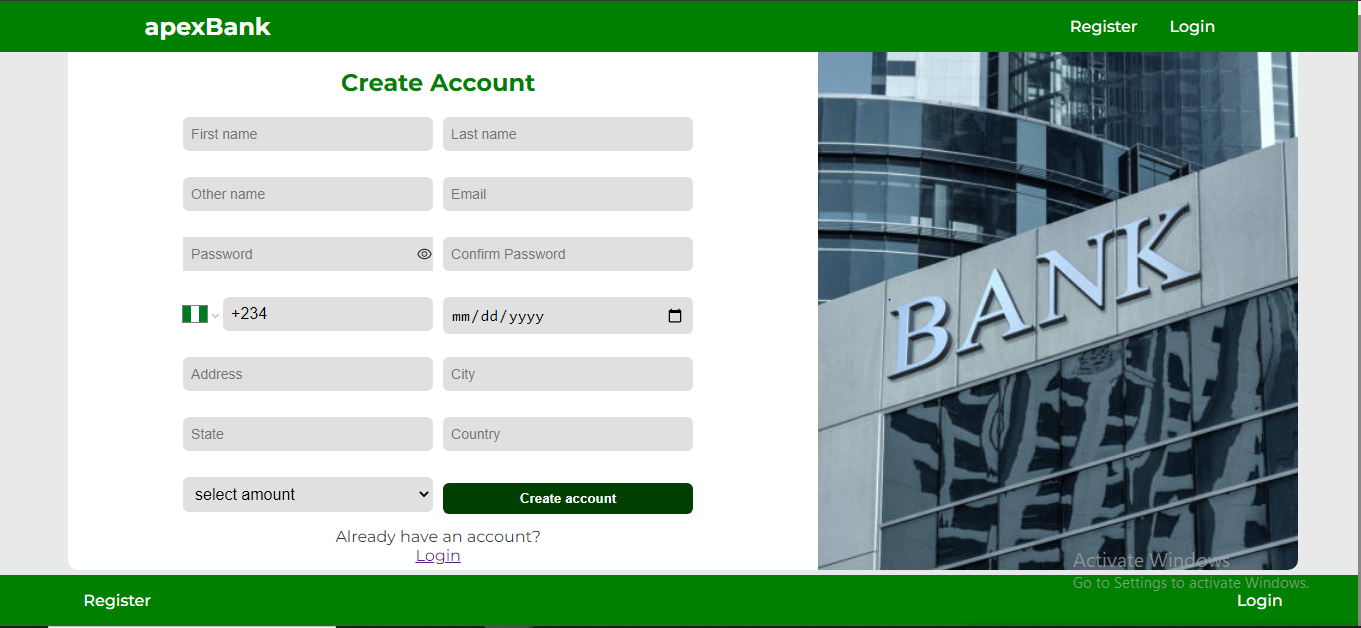 apexBank Register Login
Create Account
First name Last name
Other name Email
Password Confirm Password
+234 mm/dd/yyyy
Address City
State Country
select amount Create account
Already have an account?
Login
BANK
Activate Windows
Go to Settings to activate Windows.
Register Login